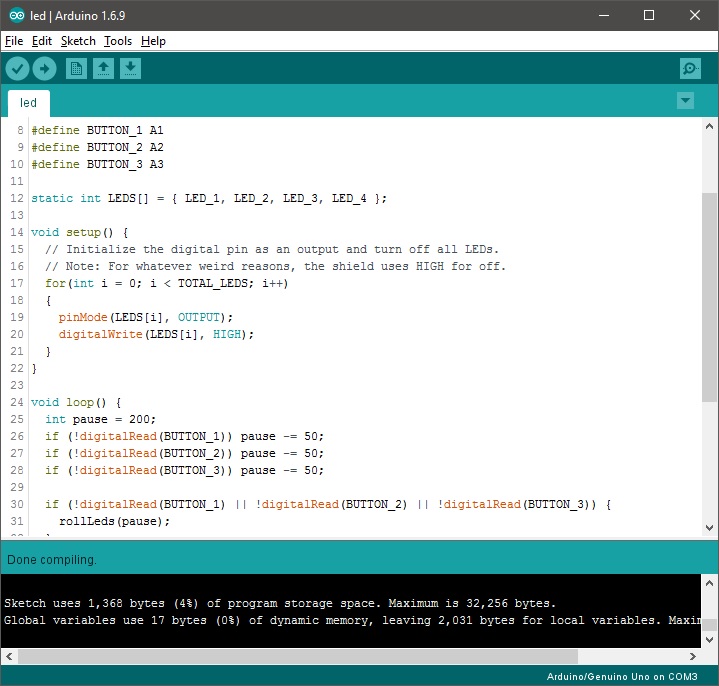 led | Arduino 1.6.9
File Edit Sketch Tools Help
led
8 #define BUTTON_1 A1
9 #define BUTTON_2 A2
10 #define BUTTON_3 A3
11
12 static int LEDS[] = { LED_1, LED_2, LED_3, LED_4 };
13
14 void setup() {
15   // Initialize the digital pin as an output and turn off all LEDs.
16   // Note: For whatever weird reasons, the shield uses HIGH for off.
17   for(int i = 0; i < TOTAL_LEDS; i++)
18   {
19     pinMode(LEDS[i], OUTPUT);
20     digitalWrite(LEDS[i], HIGH);
21   }
22 }
23
24 void loop() {
25   int pause = 200;
26   if (!digitalRead(BUTTON_1)) pause -= 50;
27   if (!digitalRead(BUTTON_2)) pause -= 50;
28   if (!digitalRead(BUTTON_3)) pause -= 50;
29
30   if (!digitalRead(BUTTON_1) || !digitalRead(BUTTON_2) || !digitalRead(BUTTON_3)) {
31     rollLeds(pause);
Done compiling.
Sketch uses 1,368 bytes (4%) of program storage space. Maximum is 32,256 bytes.
Global variables use 17 bytes (0%) of dynamic memory, leaving 2,031 bytes for local variables.
Arduino/Genuino Uno on COM3